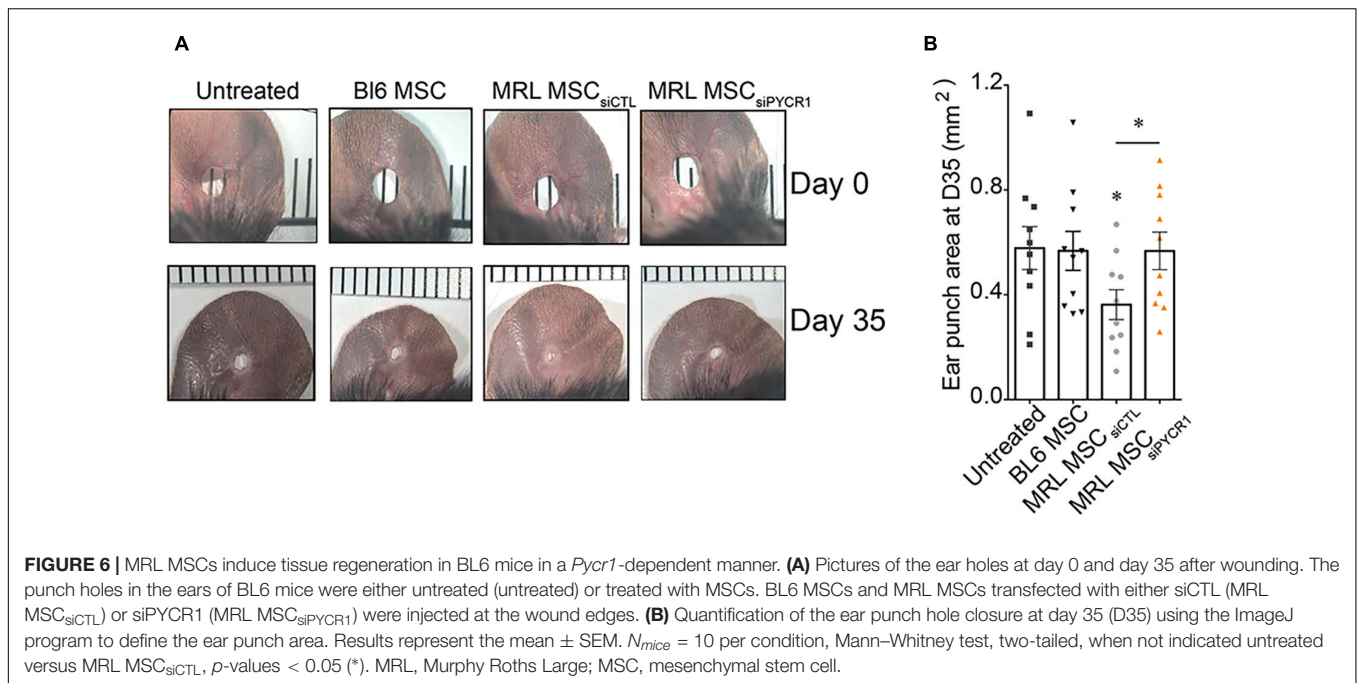 A
Untreated
Bl6 MSC
MRL MSCsiCTL
MRL MSCsiPYCR1
Day 0
Day 35
B
Ear punch area at D35 (mm²)
1.2
0.8
0.4
0.0
*
*
Untreated
BL6 MSC
MRL MSC siCTL
MRL MSCsiPYCR1
FIGURE 6 | MRL MSCs induce tissue regeneration in BL6 mice in a Pycr1-dependent manner. (A) Pictures of the ear holes at day 0 and day 35 after wounding. The
punch holes in the ears of BL6 mice were either untreated (untreated) or treated with MSCs. BL6 MSCs and MRL MSCs transfected with either siCTL (MRL
MSCsiCTL) or siPYCR1 (MRL MSCsiPYCR1) were injected at the wound edges. (B) Quantification of the ear punch hole closure at day 35 (D35) using the ImageJ
program to define the ear punch area. Results represent the mean ± SEM. Nmice = 10 per condition, Mann–Whitney test, two-tailed, when not indicated untreated
versus MRL MSCsiCTL, p-values < 0.05 (*). MRL, Murphy Roths Large; MSC, mesenchymal stem cell.